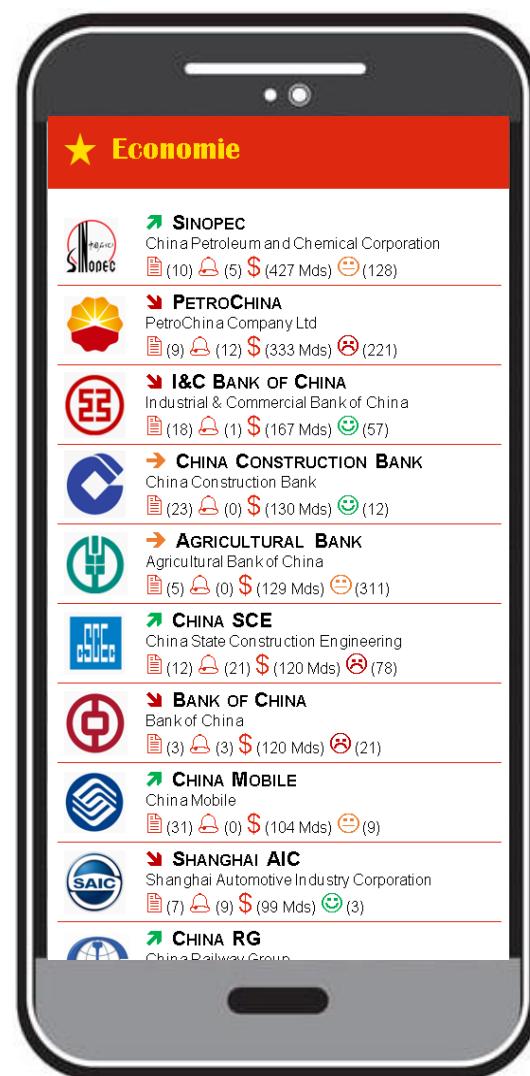 Economie
SINOPEC
China Petroleum and Chemical Corporation
(10) (5) $ (427 Mds) (128)
PETROCHINA
PetroChina Company Ltd
(9) (12) $ (333 Mds) (221)
I&C BANK OF CHINA
Industrial & Commercial Bank of China
(18) (1) $ (167 Mds) (57)
CHINA CONSTRUCTION BANK
China Construction Bank
(23) (0) $ (130 Mds) (12)
AGRICULTURAL BANK
Agricultural Bank of China
(5) (0) $ (129 Mds) (311)
CSCEC
CHINA SCE
China State Construction Engineering
(12) (21) $ (120 Mds) (78)
BANK OF CHINA
Bank of China
(3) (3) $ (120 Mds) (21)
CHINA MOBILE
China Mobile
(31) (0) $ (104 Mds) (9)
SAIC
SHANGHAI AIC
Shanghai Automotive Industry Corporation
(7) (9) $ (99 Mds) (3)
CHINA RG
China Railway Group